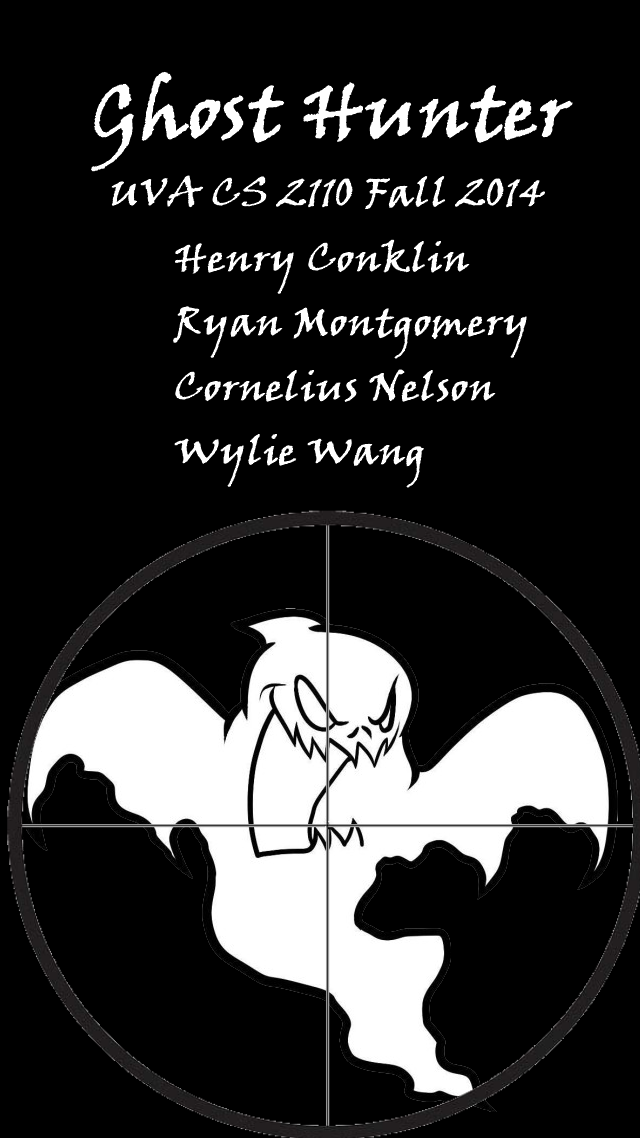 Ghost Hunter
UVA CS 2110 Fall 2014
Henry Conklin
Ryan Montgomery
Cornelius Nelson
Wylie Wang